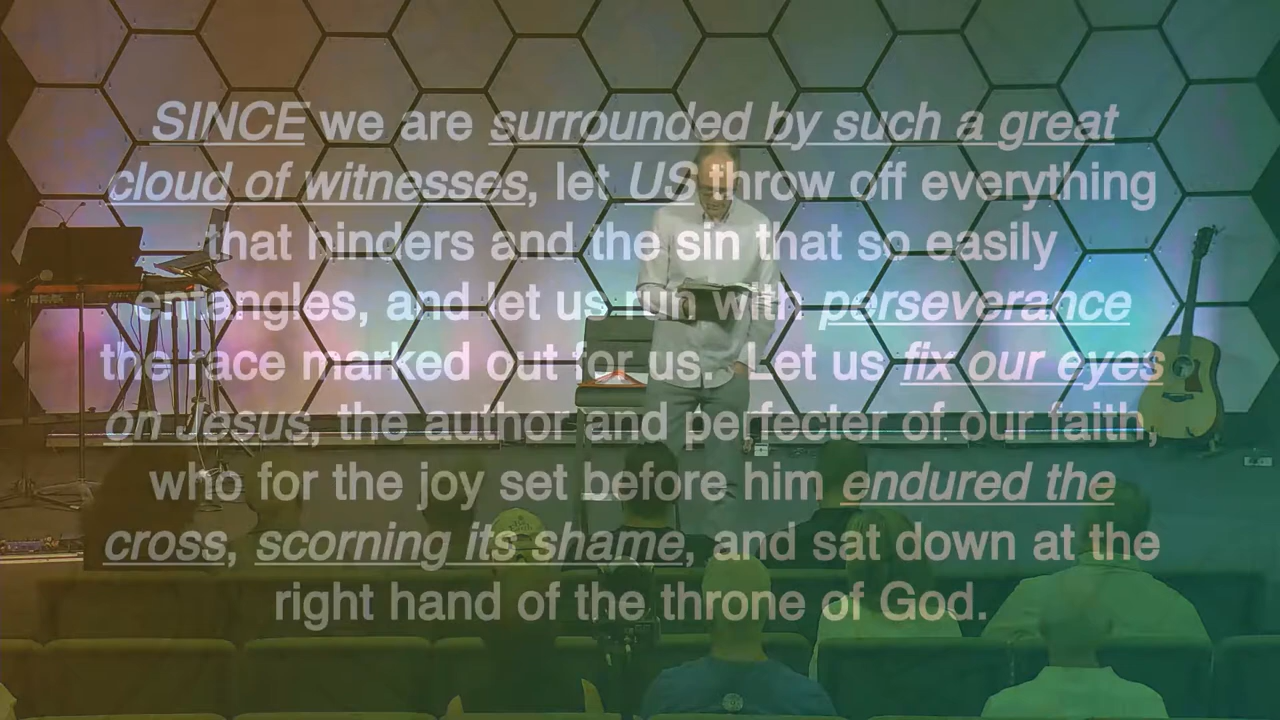 SINCE we are surrounded by such a great
cloud of witnesses, let US throw off everything
that hinders and the sin that so easily
entangles, and let us run with perseverance
the race marked out for us. Let us fix our eyes
on Jesus, the author and perfecter of our faith,
who for the joy set before him endured the
cross, scorning its shame, and sat down at the
right hand of the throne of God.